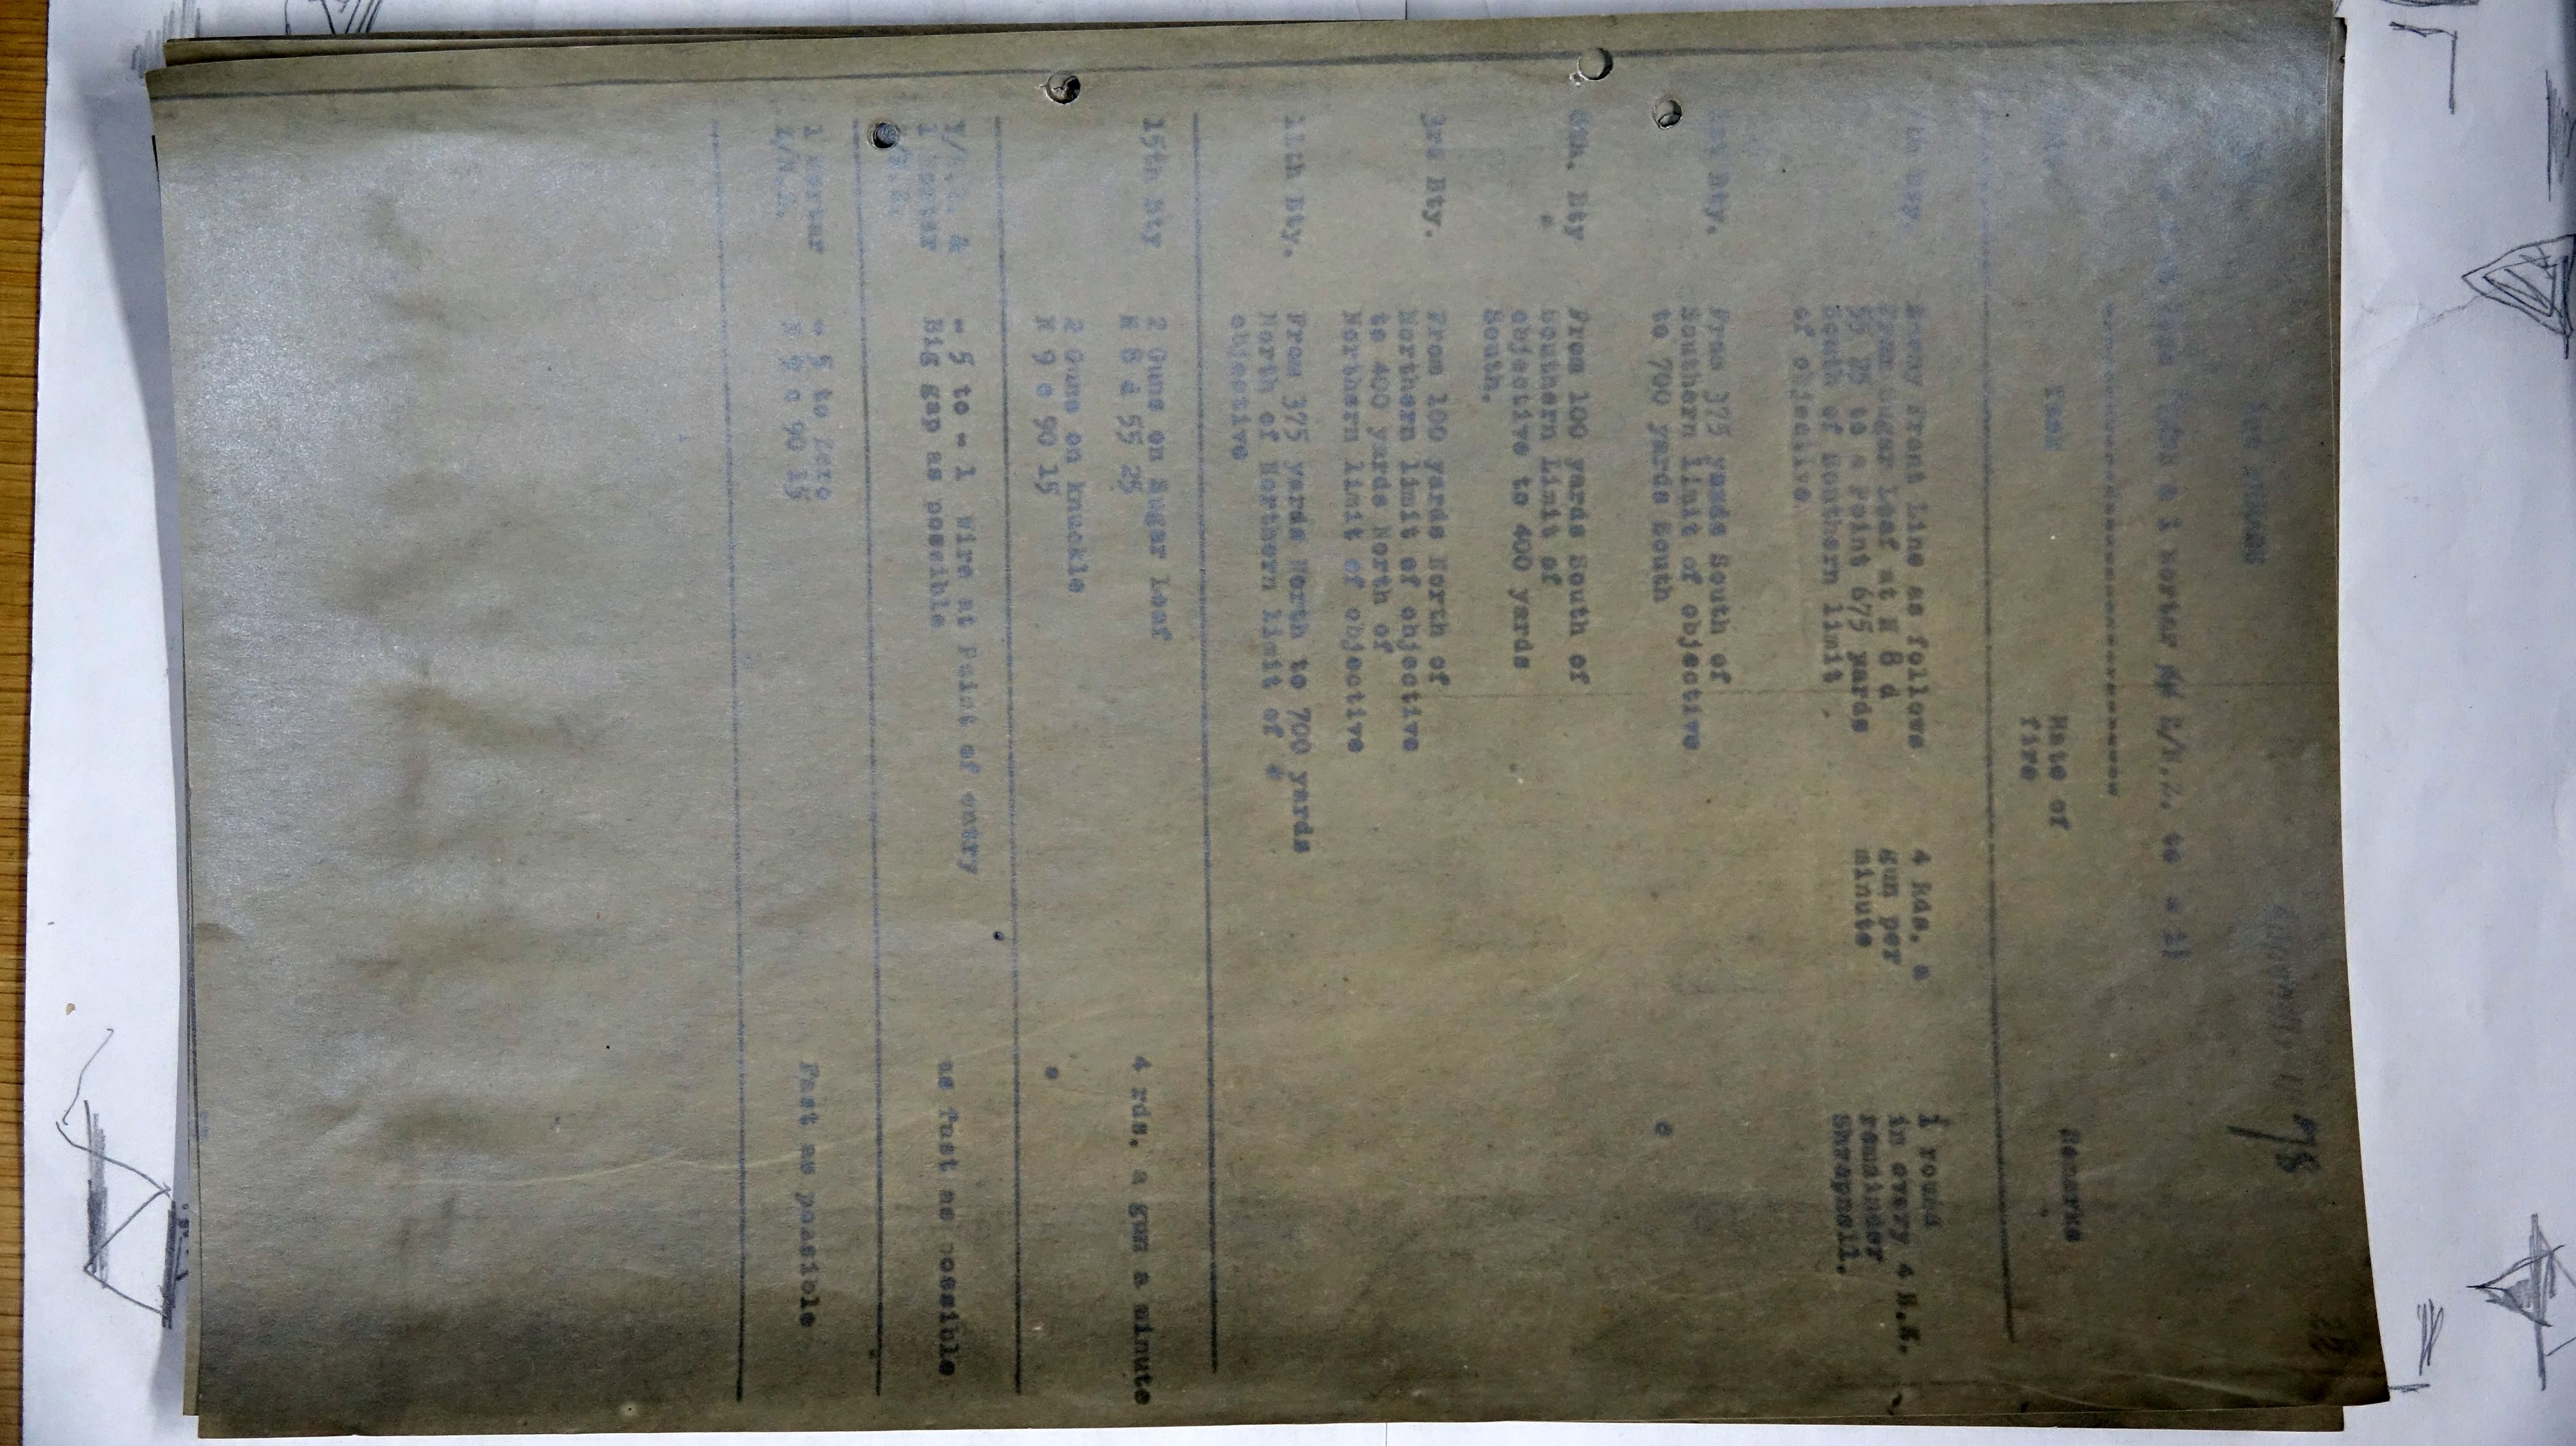 98
22
Mortar
to
Task
Rate of
fire
Remarks
Enemy Front Line as follows
From Sugar Loaf at N 8 d
55 25 to a Point 675 yards
South of Southern limit
of objective.
4 Rds. a
gun per
minute
1 round
in every 4 H.E.
remainder
Shrapnell.
Bty.
From 375 yards South of
Southern limit of objective
to 700 yards South
6th. Bty
From 100 yards South of
Southern Limit of
objective to 400 yards
South.
3rd Bty.
From 100 yards North of
Northern limit of objective
to 400 yards North of
Northern limit of objective
11th Bty.
From 375 yards North to 700 yards
North of Northern limit of
objective
15th Bty
2 Guns on Sugar Loaf
N 8 d 55 25
4 rds. a gun a minute
2 Guns on knuckle
N 9 c 90 15
1 Mortar
- 5 to - 1 Wire at Point of entry
Big gap as possible
as fast as possible
1 Mortar
- 5 to Zero
N 9 c 90 15
Fast as possible